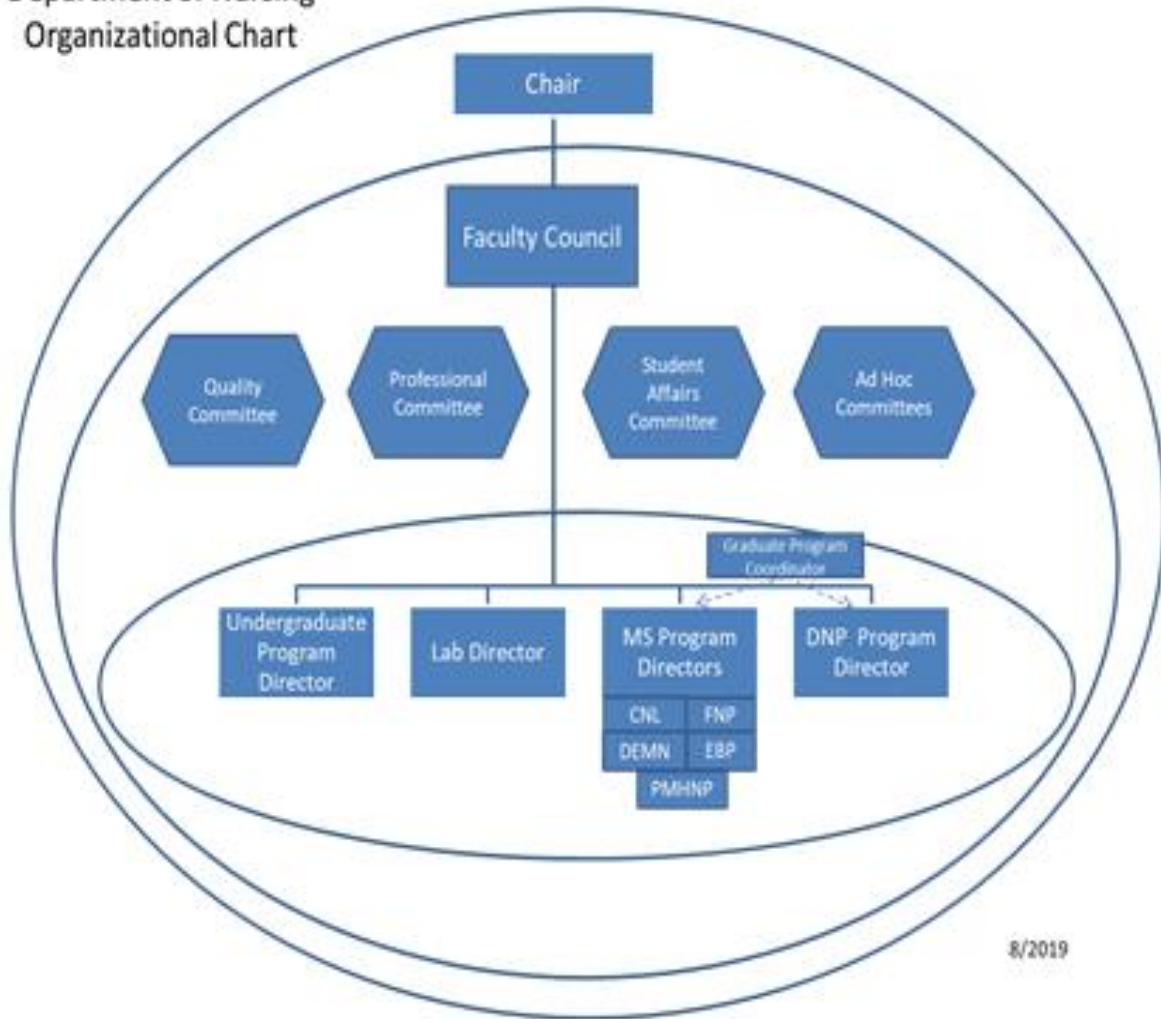 Organizational Chart
Chair
Faculty Council
Quality
Committee
Professional
Committee
Student
Affairs
Committee
Ad Hoc
Committees
Graduate Program
Coordinator
Undergraduate
Program
Director
Lab Director
MS Program
Directors
CNL
FNP
DEMN
EBP
PMHNP
DNP Program
Director
8/2019